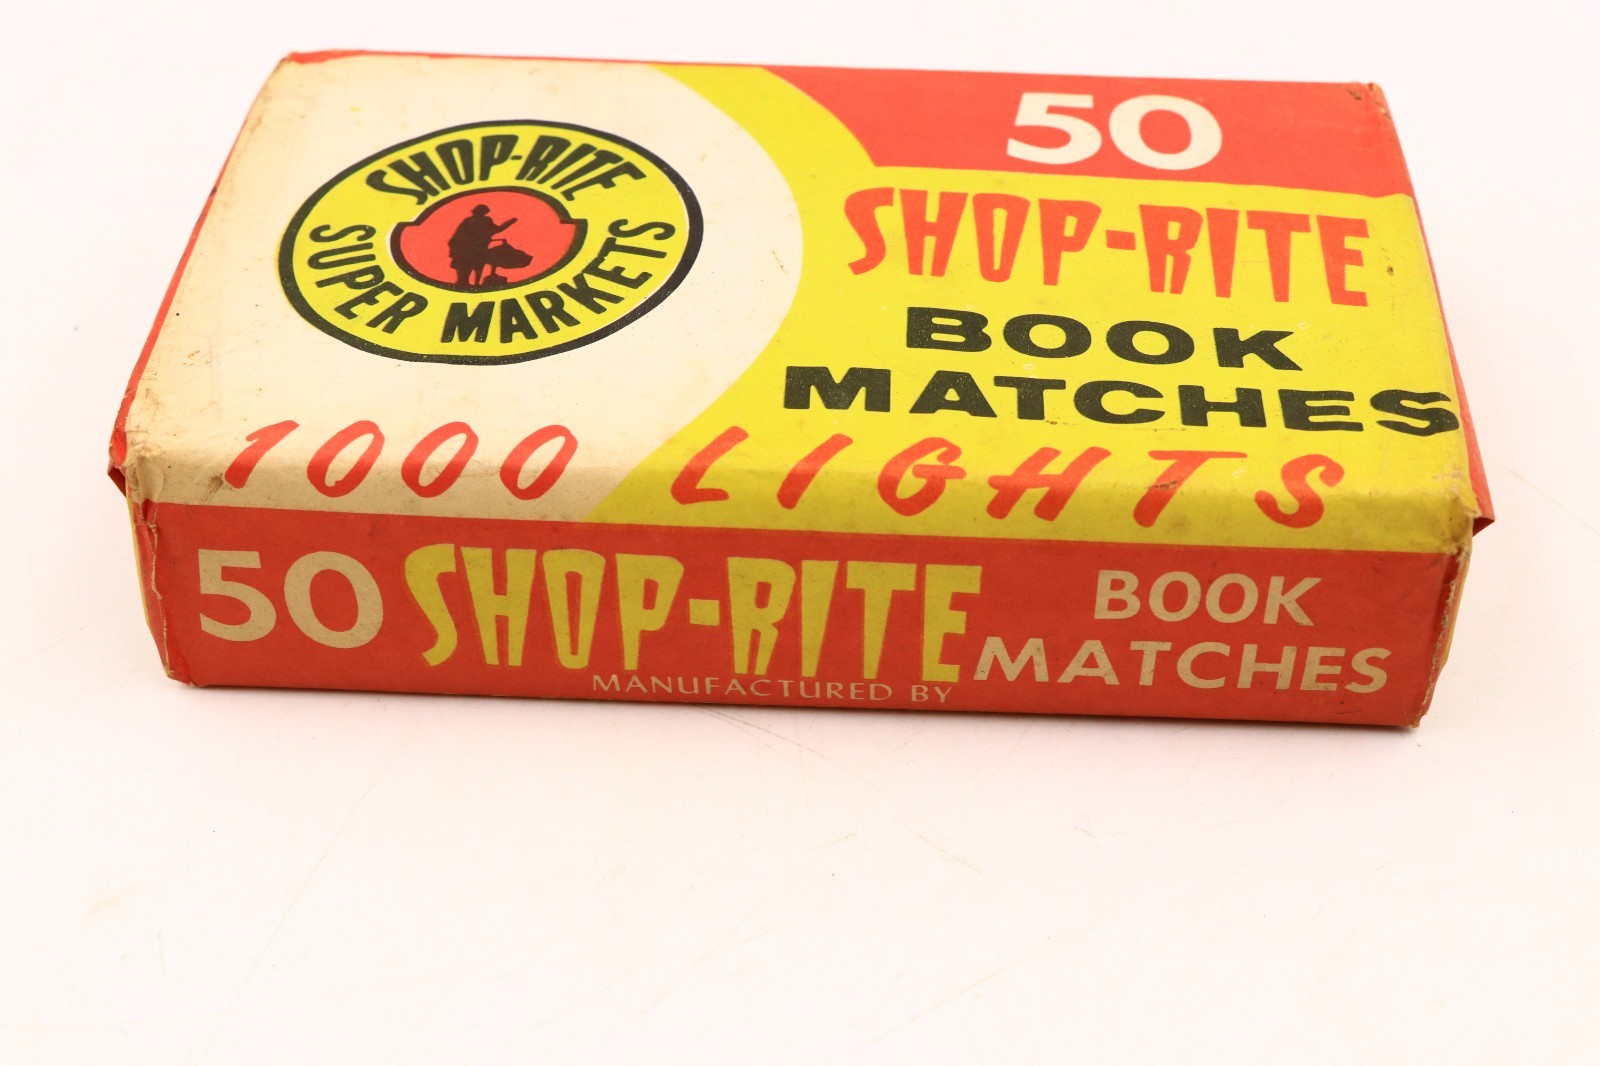 SHOP-RITE
SUPER MARKETS
50
SHOP-RITE
BOOK
MATCHES
1000 LIGHTS
50 SHOP-RITE BOOK
MATCHES
MANUFACTURED BY